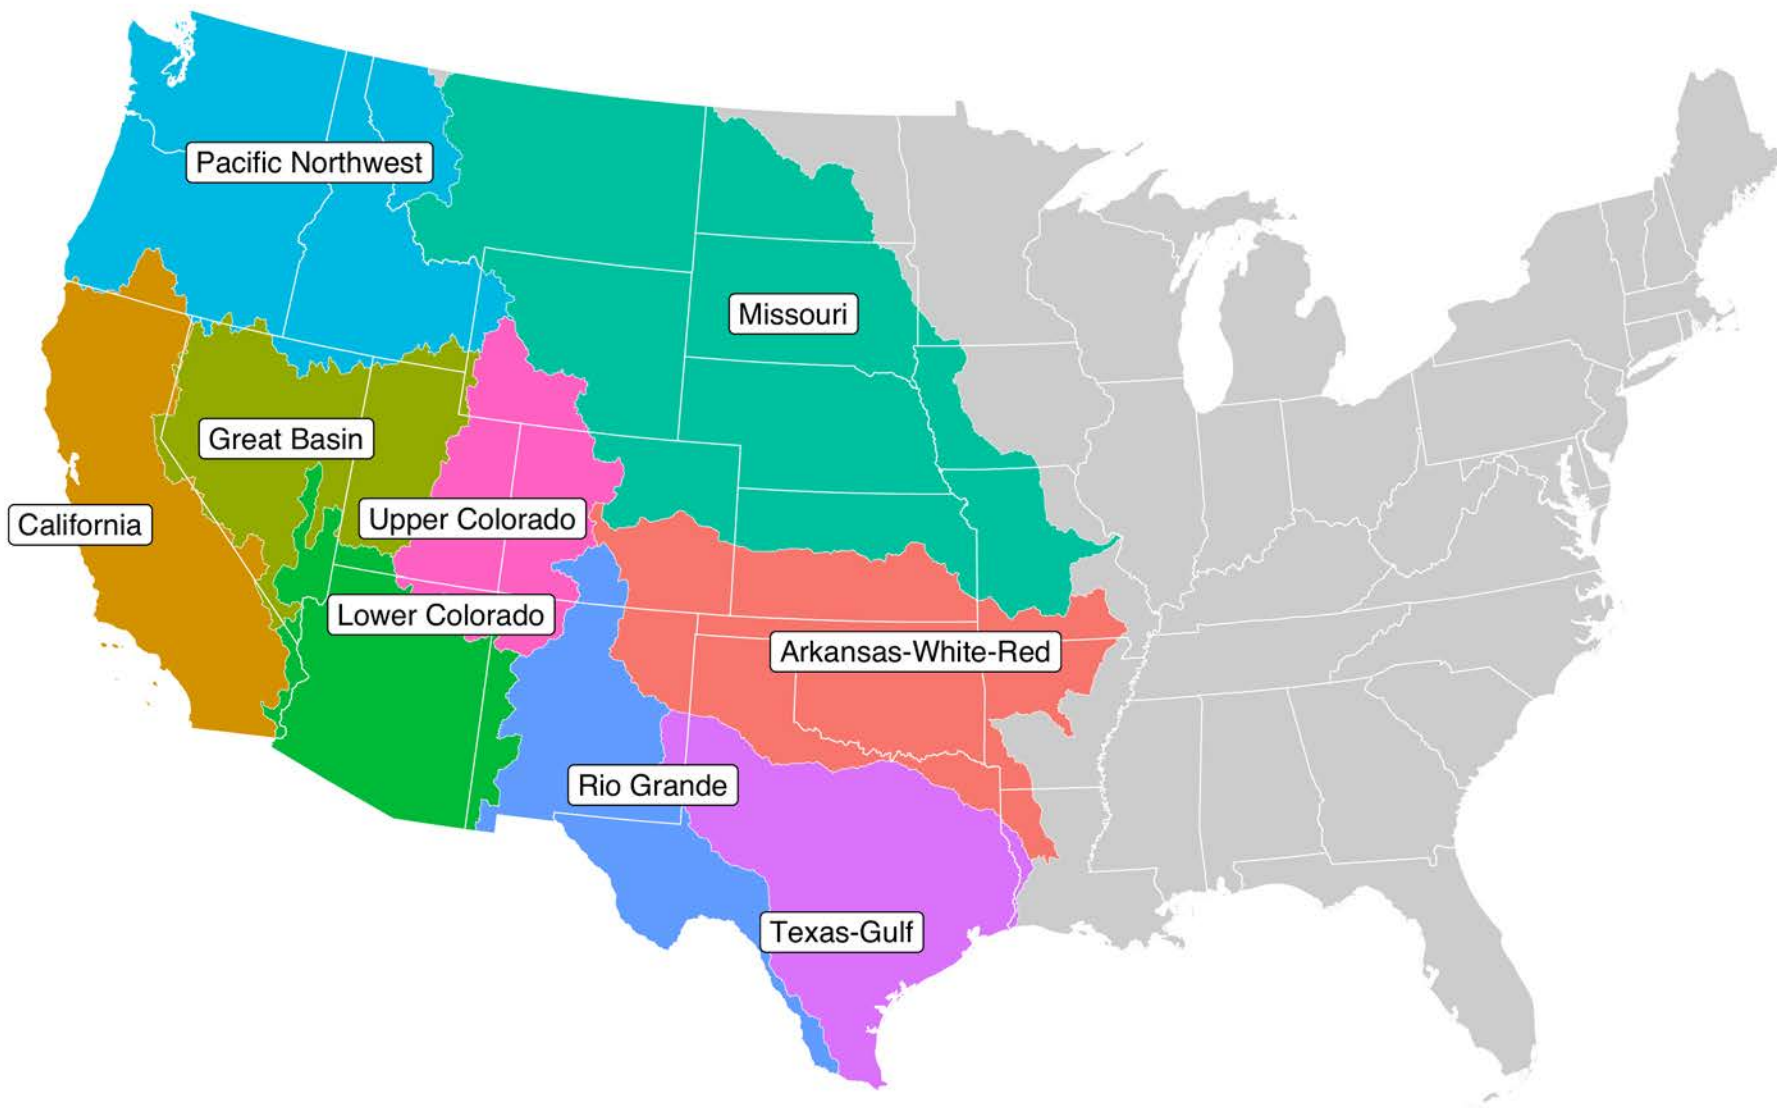 Pacific Northwest
Missouri
Great Basin
California
Upper Colorado
Lower Colorado
Arkansas-White-Red
Rio Grande
Texas-Gulf